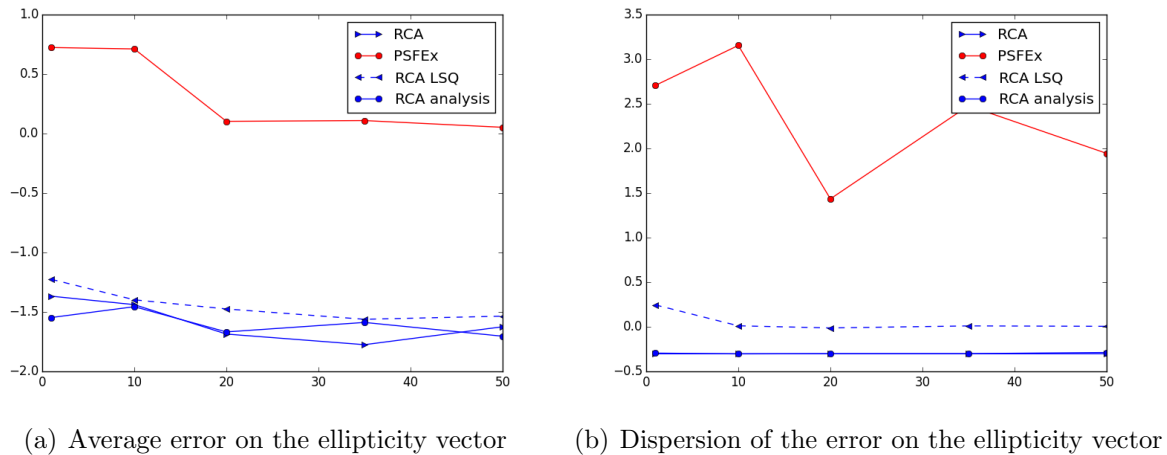 1.0
0.5
0.0
−0.5
−1.0
−1.5
−2.0
0 10 20 30 40 50
RCA
PSFEx
RCA LSQ
RCA analysis
(a) Average error on the ellipticity vector
3.5
3.0
2.5
2.0
1.5
1.0
0.5
0.0
−0.5
0 10 20 30 40 50
RCA
PSFEx
RCA LSQ
RCA analysis
(b) Dispersion of the error on the ellipticity vector